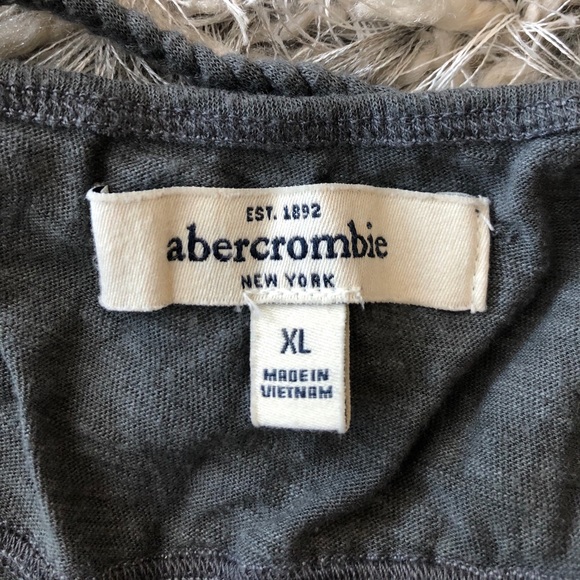 EST. 1892
abercrombie
NEW YORK
XL
MADE IN
VIETNAM